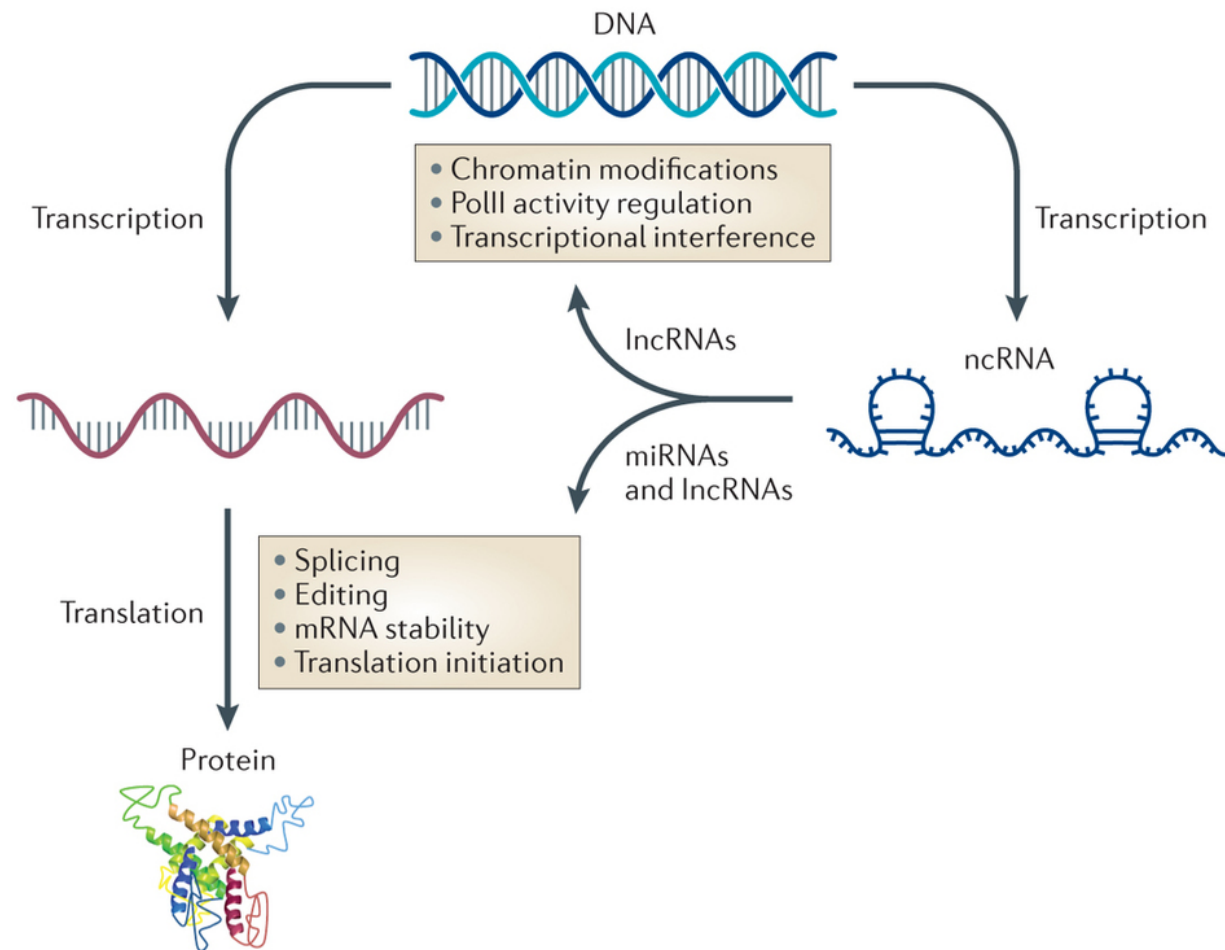 DNA
• Chromatin modifications
• PolII activity regulation
• Transcriptional interference
Transcription
Transcription
lncRNAs
ncRNA
miRNAs
and lncRNAs
• Splicing
• Editing
• mRNA stability
• Translation initiation
Translation
Protein